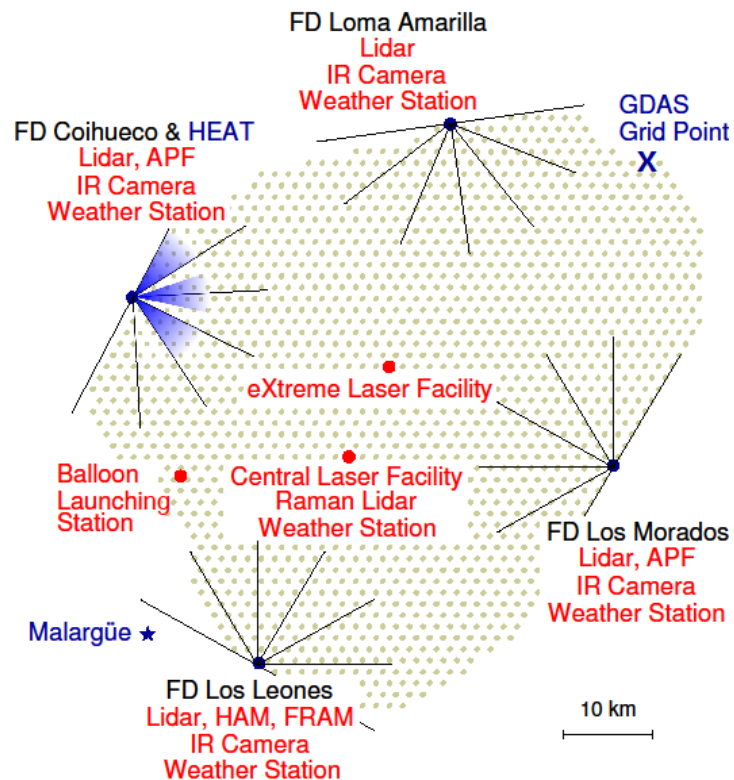 FD Loma Amarilla
Lidar
IR Camera
Weather Station
GDAS
Grid Point
X
FD Coihueco & HEAT
Lidar, APF
IR Camera
Weather Station
eXtreme Laser Facility
Balloon
Launching
Station
Central Laser Facility
Raman Lidar
Weather Station
FD Los Morados
Lidar, APF
IR Camera
Weather Station
Malargüe
FD Los Leones
Lidar, HAM, FRAM
IR Camera
Weather Station
10 km